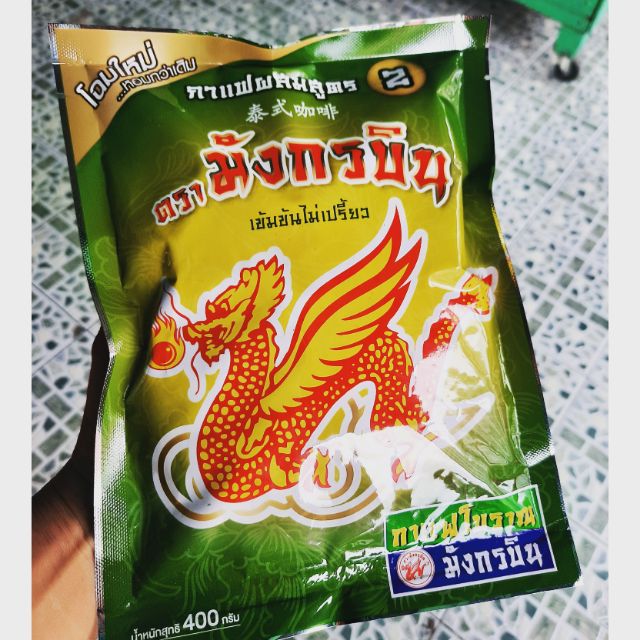 โฉมใหม่
...หอมกว่าเดิม
กาแฟผสมสูตร 2
泰式咖啡
ตรา มังกรบิน
เข้มข้นไม่เปรี้ยว
กาแฟโบราณ
มังกรบิน
น้ำหนักสุทธิ 400 กรัม